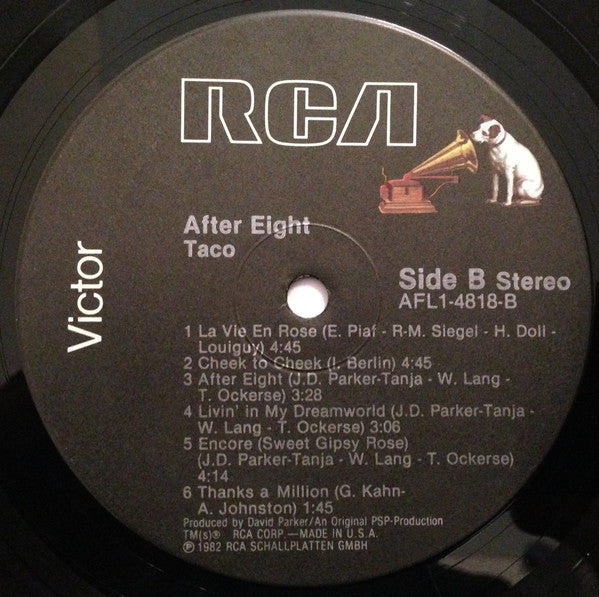 RCA
Victor
After Eight
Taco
Side B Stereo
AFL1-4818-B
1 La Vie En Rose (E. Piaf - R-M. Siegel - H. Doll -
Louiguy) 4:45
2 Cheek to Cheek (I. Berlin) 4:45
3 After Eight (J.D. Parker-Tanja - W. Lang -
T. Ockerse) 3:28
4 Livin' in My Dreamworld (J.D. Parker-Tanja -
W. Lang - T. Ockerse) 3:06
5 Encore (Sweet Gipsy Rose)
(J.D. Parker-Tanja - W. Lang - T. Ockerse)
4:14
6 Thanks a Million (G. Kahn-
A. Johnston) 1:45
Produced by David Parker/An Original PSP-Production
TM(s)® RCA CORP.—MADE IN U.S.A.
℗1982 RCA SCHALLPLATTEN GMBH